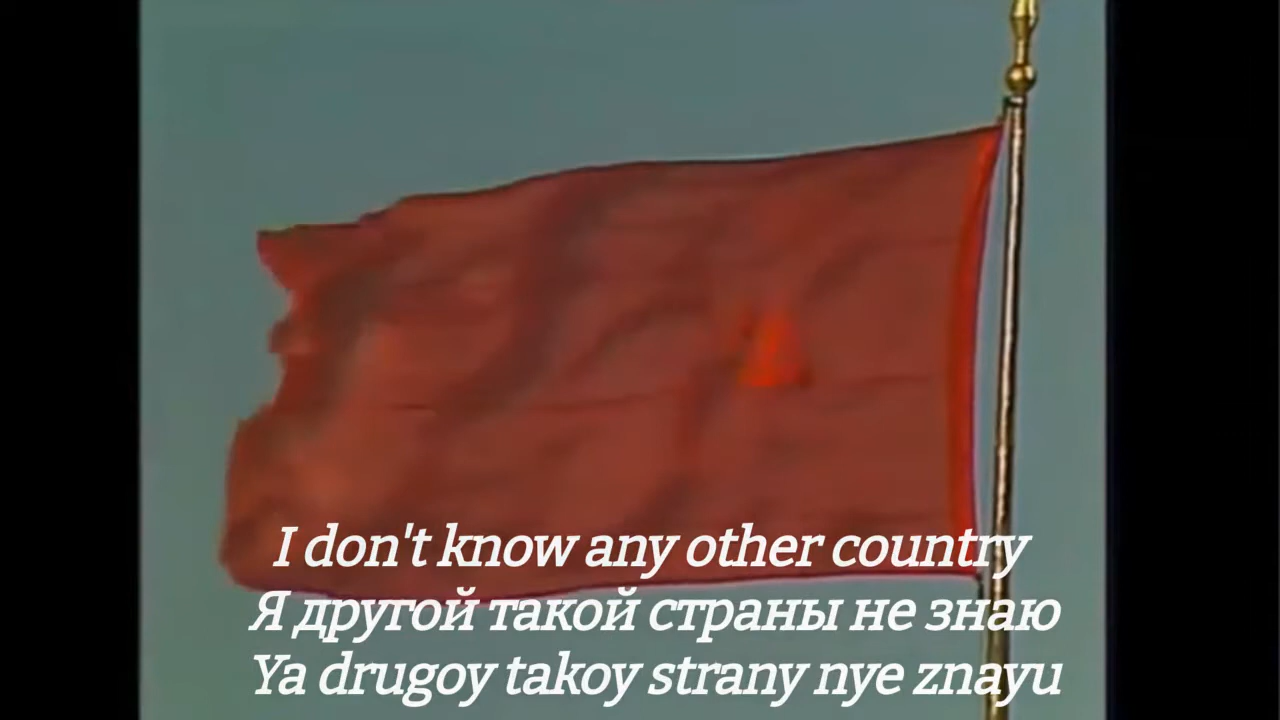 I don't know any other country
Я другой такой страны не знаю
Ya drugoy takoy strany nye znayu